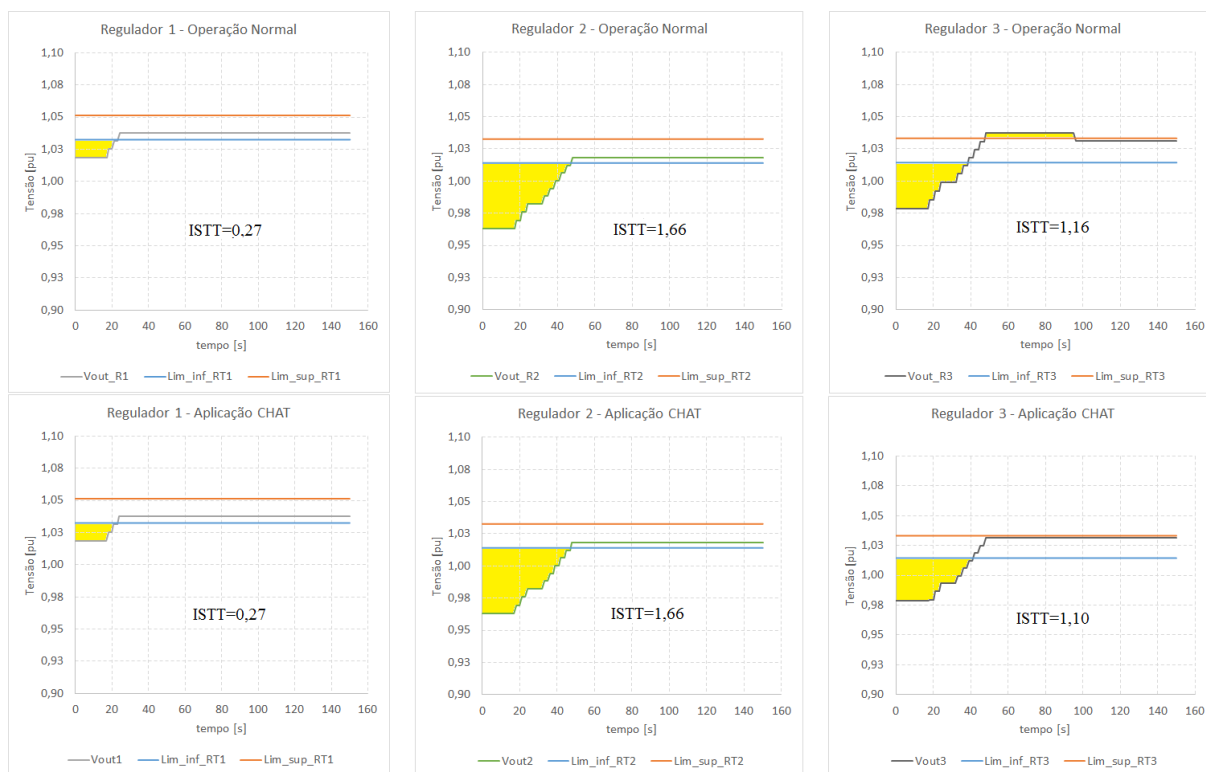 Regulador 1 - Operação Normal
1,10
1,08
1,05
1,03
1,00
0,98
0,95
0,93
0,90
Tensão [pu]
ISTT=0,27
0 20 40 60 80 100 120 140 160
tempo [s]
Vout_R1 Lim_inf_RT1 Lim_sup_RT1
Regulador 2 - Operação Normal
1,10
1,08
1,05
1,03
1,00
0,98
0,95
0,93
0,90
Tensão [pu]
ISTT=1,66
0 20 40 60 80 100 120 140 160
tempo [s]
Vout_R2 Lim_inf_RT2 Lim_sup_RT2
Regulador 3 - Operação Normal
1,10
1,08
1,05
1,03
1,00
0,98
0,95
0,93
0,90
Tensão [pu]
ISTT=1,16
0 20 40 60 80 100 120 140 160
tempo [s]
Vout_R3 Lim_inf_RT3 Lim_sup_RT3
Regulador 1 - Aplicação CHAT
1,10
1,08
1,05
1,03
1,00
0,98
0,95
0,93
0,90
Tensão [pu]
ISTT=0,27
0 20 40 60 80 100 120 140 160
tempo [s]
Vout1 Lim_inf_RT1 Lim_sup_RT1
Regulador 2 - Aplicação CHAT
1,10
1,08
1,05
1,03
1,00
0,98
0,95
0,93
0,90
Tensão [pu]
ISTT=1,66
0 20 40 60 80 100 120 140 160
tempo [s]
Vout2 Lim_inf_RT2 Lim_sup_RT2
Regulador 3 - Aplicação CHAT
1,10
1,08
1,05
1,03
1,00
0,98
0,95
0,93
0,90
Tensão [pu]
ISTT=1,10
0 20 40 60 80 100 120 140 160
tempo [s]
Vout3 Lim_inf_RT3 Lim_sup_RT3